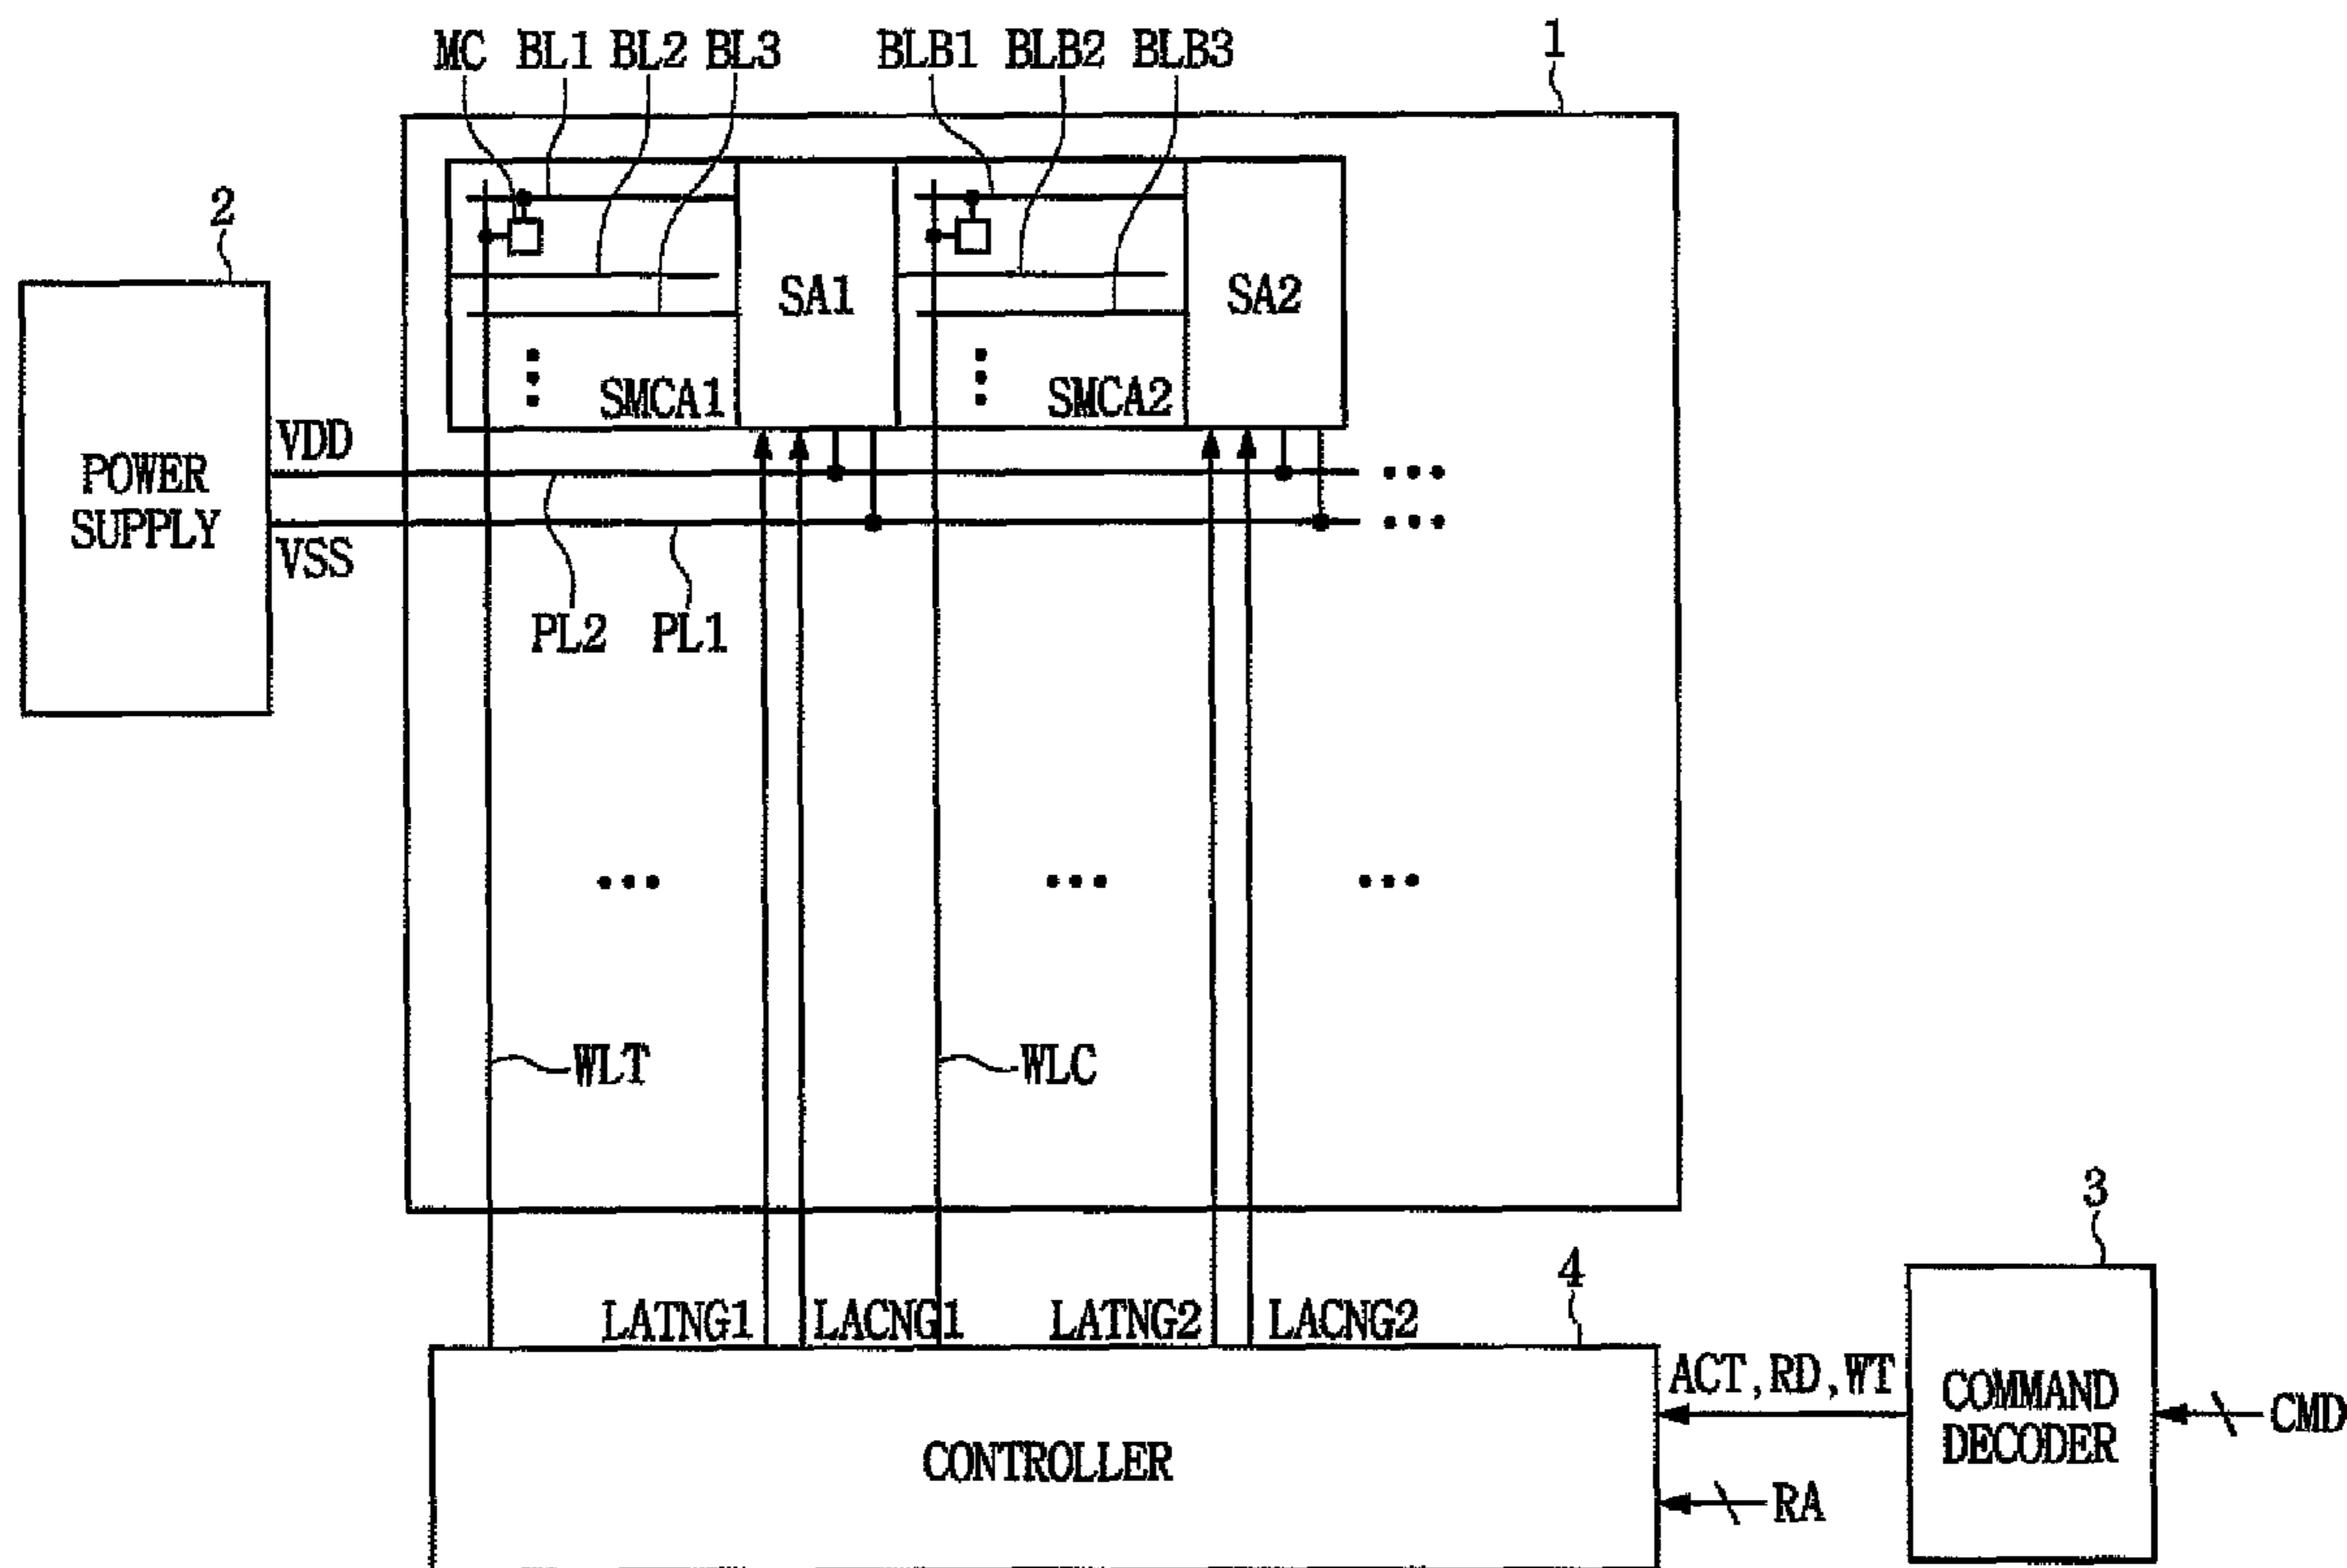 MC BL1 BL2 BL3 BLB1 BLB2 BLB3 1
2
SA1 SA2
SMCA1 SMCA2
VDD
POWER
SUPPLY
VSS
PL2 PL1
WLT WLC
3
4
LATNG1 LACNG1 LATNG2 LACNG2
ACT,RD,WT
COMMAND
DECODER
CMD
CONTROLLER
RA